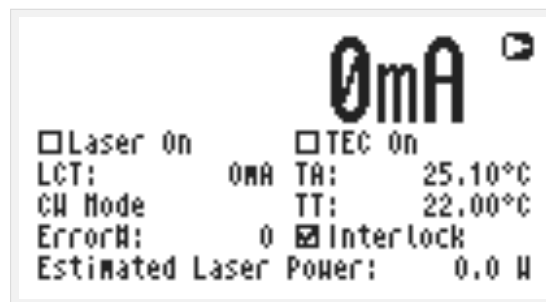 0mA
Laser On TEC On
LCT: 0mA TA: 25.10°C
CW Mode TT: 22.00°C
Error#: 0 Interlock
Estimated Laser Power: 0.0 W